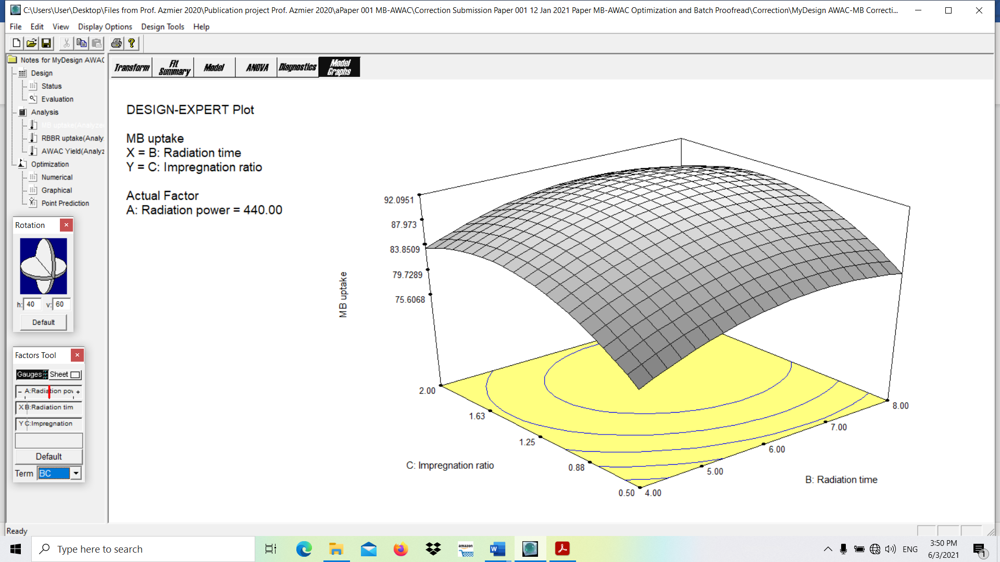 C:\Users\User\Desktop\Files from Prof. Azmier 2020\Publication project Prof. Azmier 2020\aPaper 001 MB-AWAC\Correction Submission Paper 001 12 Jan 2021 Paper MB-AWAC Optimization and Batch Proofread\Correction\MyDesign AWAC-MB Correcti...
File Edit View Display Options Design Tools Help
Notes for MyDesign AWAC
Design
Status
Evaluation
Analysis
MB uptake(Analyze
RBBR uptake(Analy
AWAC Yield(Analyz
Optimization
Numerical
Graphical
Point Prediction
Rotation
h: 40 v: 60
Default
Factors Tool
Gauges Sheet
- A:Radiation pow +
X B:Radiation tim
Y C:Impregnation
Default
Term BC
Transform
Fit Summary
Model
ANOVA
Diagnostics
Model Graphs
DESIGN-EXPERT Plot
MB uptake
X = B: Radiation time
Y = C: Impregnation ratio
Actual Factor
A: Radiation power = 440.00
MB uptake
92.0951
87.973
83.8509
79.7289
75.6068
2.00
1.63
1.25
0.88
0.50
C: Impregnation ratio
4.00
5.00
6.00
7.00
8.00
B: Radiation time
Ready
Type here to search
amazon
ENG
3:50 PM
6/3/2021
1